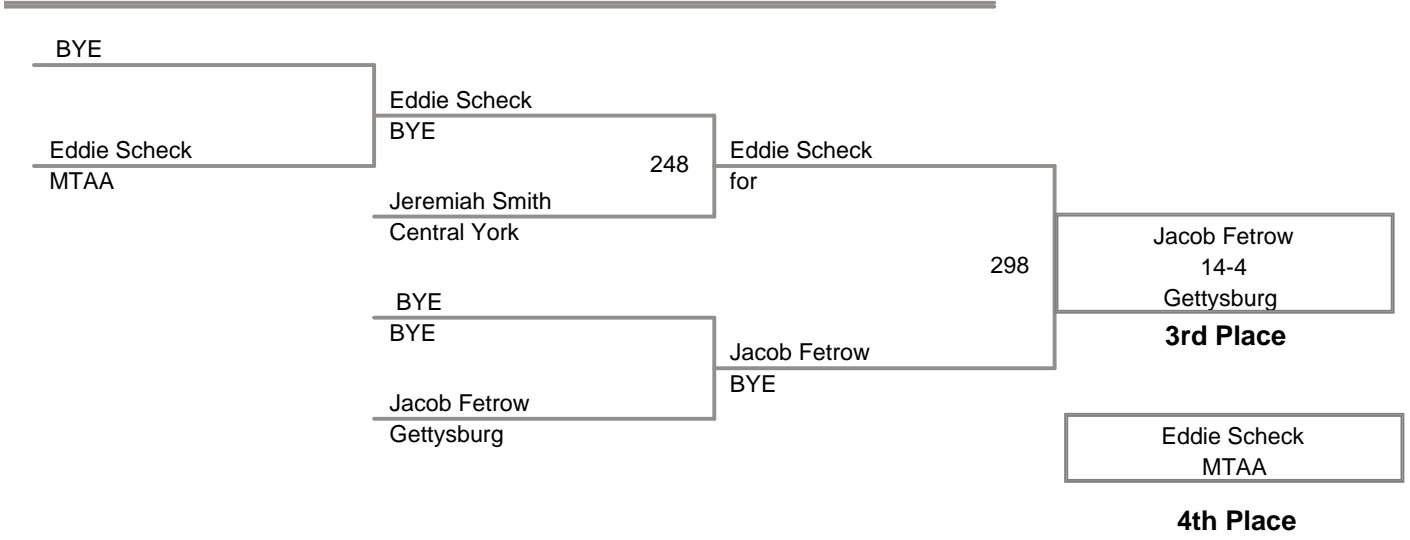 BYE
Eddie Scheck
MTAA
Eddie Scheck
BYE
248
Jeremiah Smith
Central York
BYE
BYE
Jacob Fetrow
Gettysburg
Eddie Scheck
for
298
Jacob Fetrow
BYE
Jacob Fetrow
14-4
Gettysburg
3rd Place
Eddie Scheck
MTAA
4th Place